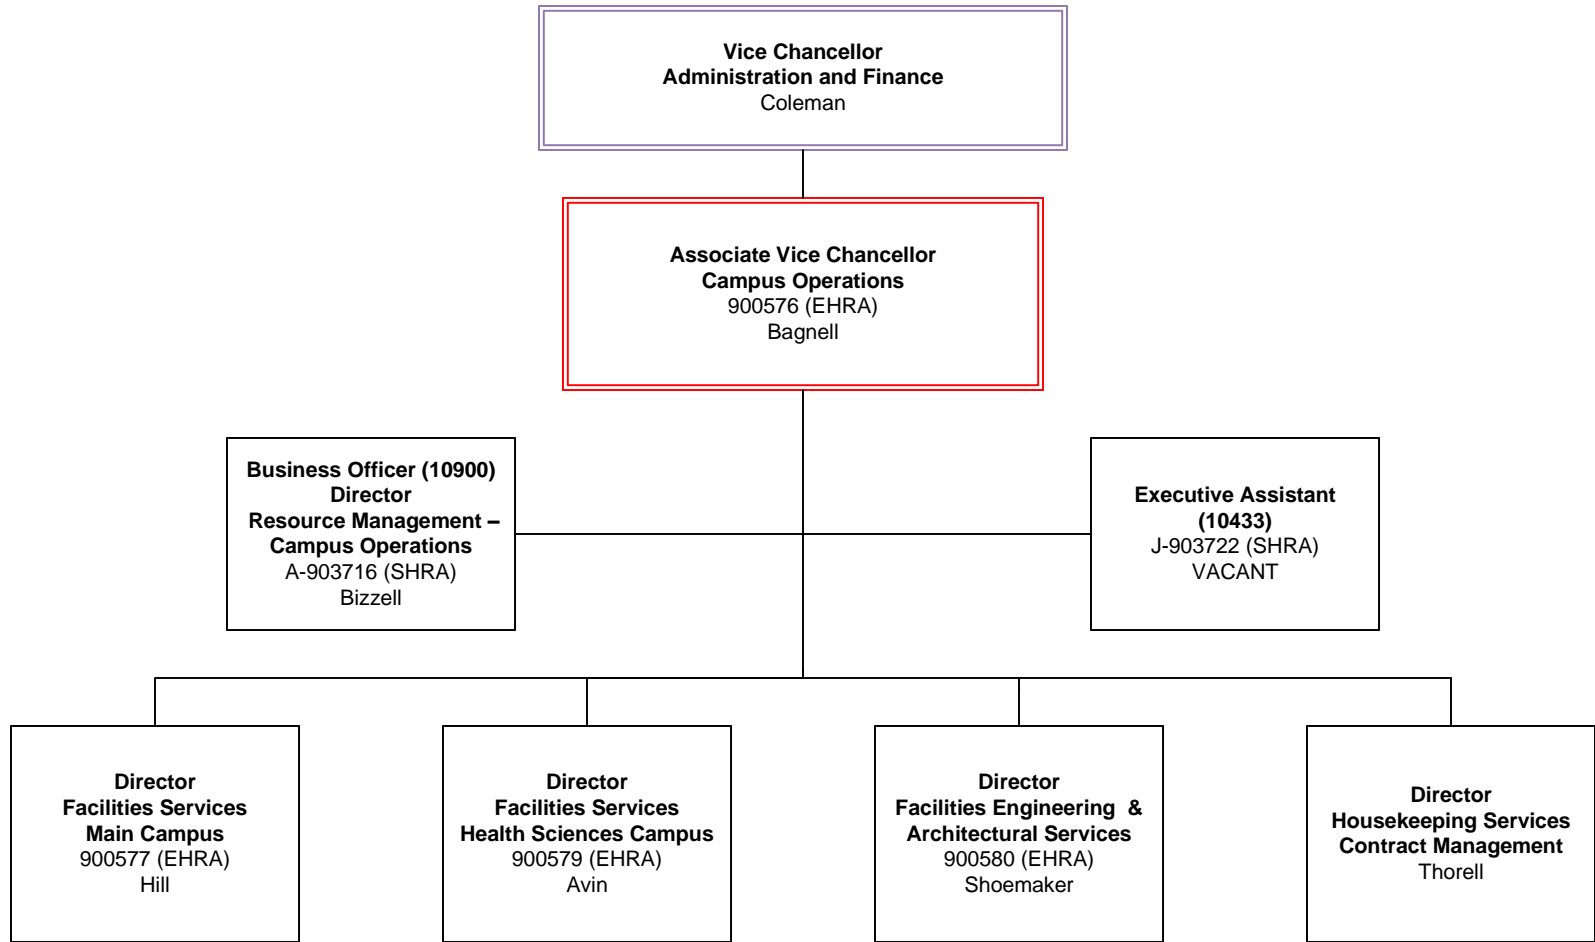 Vice Chancellor
Administration and Finance
Coleman
Associate Vice Chancellor
Campus Operations
900576 (EHRA)
Bagnell
Business Officer (10900)
Director
Resource Management –
Campus Operations
A-903716 (SHRA)
Bizzell
Executive Assistant
(10433)
J-903722 (SHRA)
VACANT
Director
Facilities Services
Main Campus
900577 (EHRA)
Hill
Director
Facilities Services
Health Sciences Campus
900579 (EHRA)
Avin
Director
Facilities Engineering &
Architectural Services
900580 (EHRA)
Shoemaker
Director
Housekeeping Services
Contract Management
Thorell